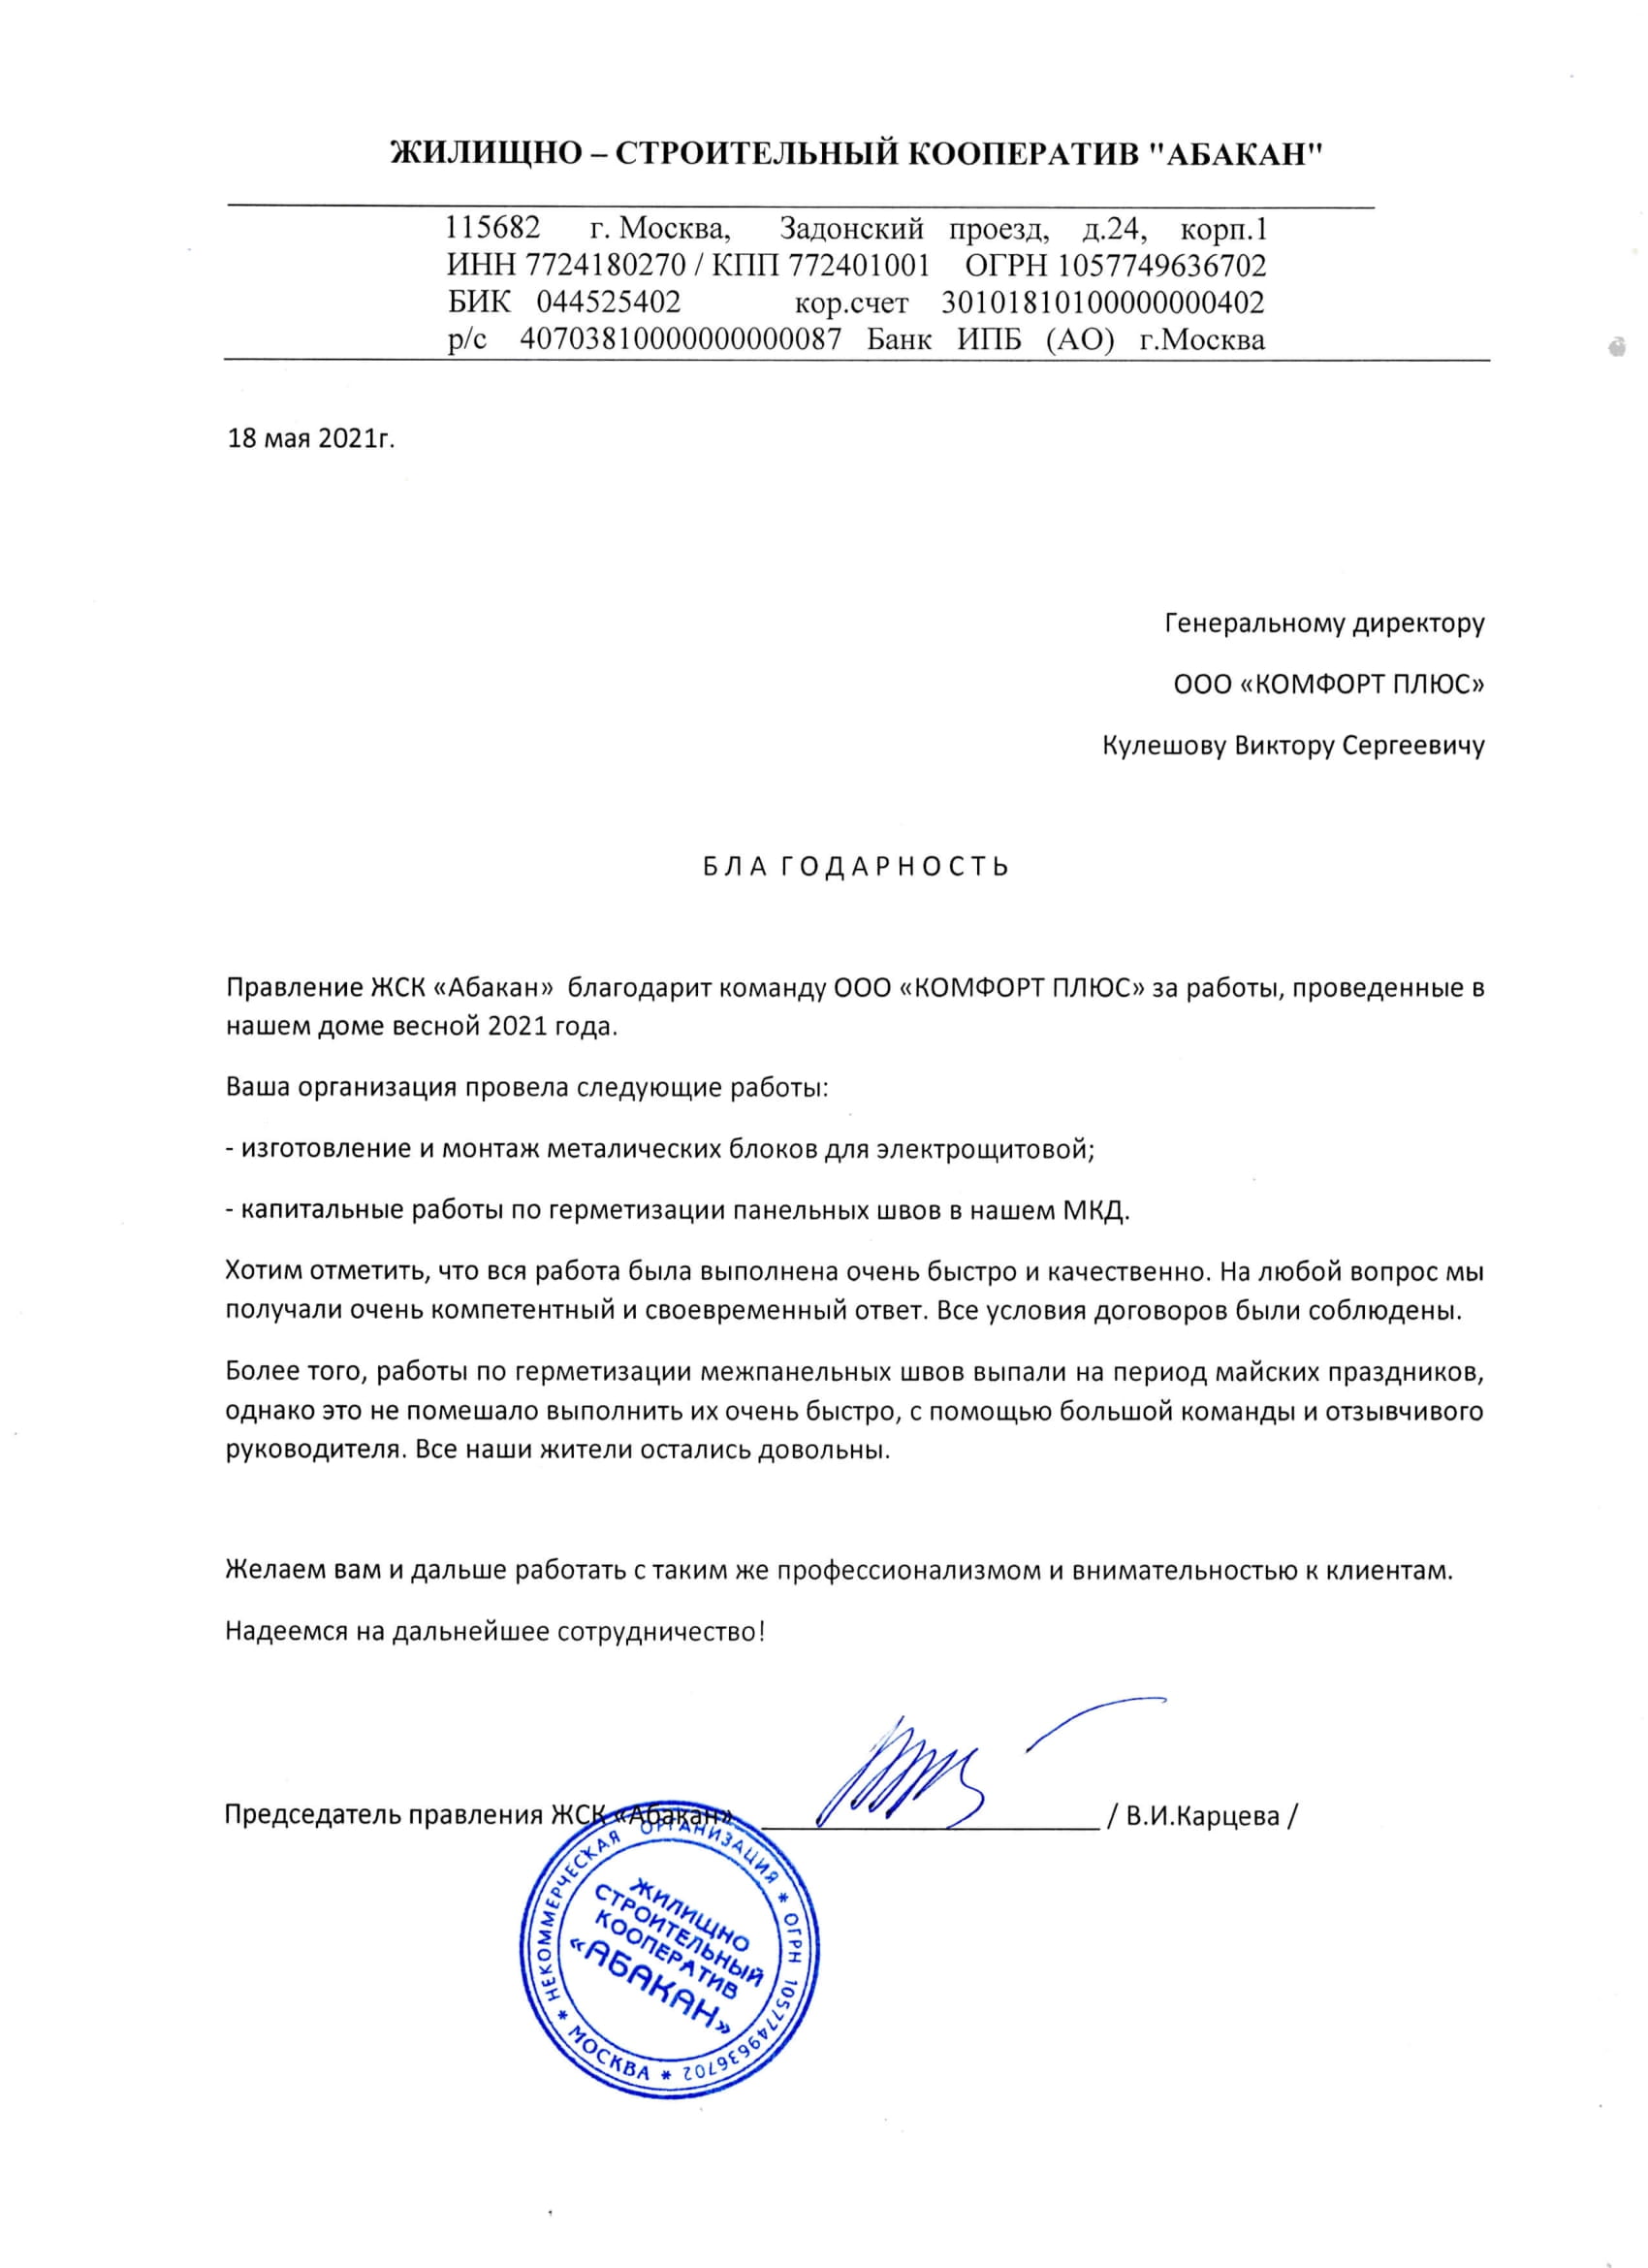 ЖИЛИЩНО – СТРОИТЕЛЬНЫЙ КООПЕРАТИВ "АБАКАН"
115682 г. Москва, Задонский проезд, д.24, корп.1
ИНН 7724180270 / КПП 772401001 ОГРН 1057749636702
БИК 044525402 кор.счет 30101810100000000402
р/с 40703810000000000087 Банк ИПБ (АО) г.Москва
18 мая 2021г.
Генеральному директору
ООО «КОМФОРТ ПЛЮС»
Кулешову Виктору Сергеевичу
Б Л А Г О Д А Р Н О С Т Ь
Правление ЖСК «Абакан» благодарит команду ООО «КОМФОРТ ПЛЮС» за работы, проведенные в
нашем доме весной 2021 года.
Ваша организация провела следующие работы:
- изготовление и монтаж металических блоков для электрощитовой;
- капитальные работы по герметизации панельных швов в нашем МКД.
Хотим отметить, что вся работа была выполнена очень быстро и качественно. На любой вопрос мы
получали очень компетентный и своевременный ответ. Все условия договоров были соблюдены.
Более того, работы по герметизации межпанельных швов выпали на период майских праздников,
однако это не помешало выполнить их очень быстро, с помощью большой команды и отзывчивого
руководителя. Все наши жители остались довольны.
Желаем вам и дальше работать с таким же профессионализмом и внимательностью к клиентам.
Надеемся на дальнейшее сотрудничество!
Председатель правления ЖСК «Абакан» / В.И.Карцева /
* НЕКОММЕРЧЕСКАЯ ОРГАНИЗАЦИЯ * ОГРН 1057749636702 * МОСКВА
ЖИЛИЩНО
СТРОИТЕЛЬНЫЙ
КООПЕРАТИВ
«АБАКАН»